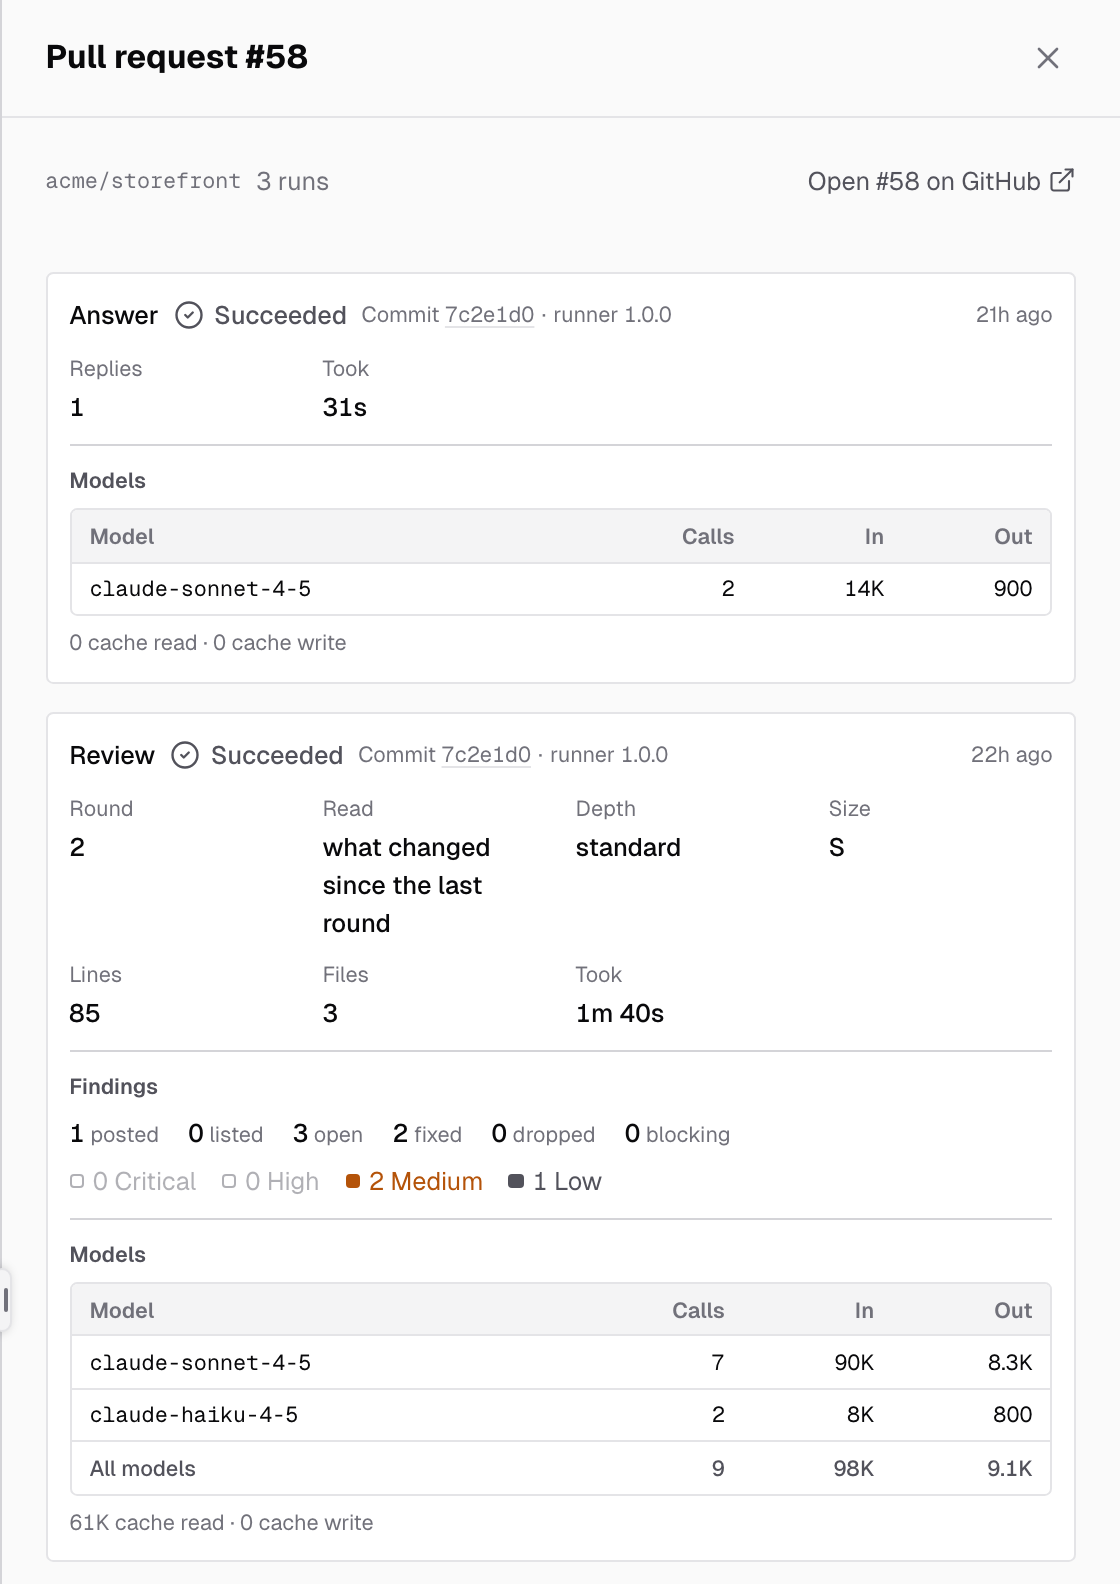 Pull request #58
acme/storefront 3 runs Open #58 on GitHub
Answer Succeeded Commit 7c2e1d0 · runner 1.0.0 21h ago
Replies Took
1 31s
Models
Model Calls In Out
claude-sonnet-4-5 2 14K 900
0 cache read · 0 cache write
Review Succeeded Commit 7c2e1d0 · runner 1.0.0 22h ago
Round Read Depth Size
2 what changed standard S
since the last
round
Lines Files Took
85 3 1m 40s
Findings
1 posted 0 listed 3 open 2 fixed 0 dropped 0 blocking
0 Critical 0 High 2 Medium 1 Low
Models
Model Calls In Out
claude-sonnet-4-5 7 90K 8.3K
claude-haiku-4-5 2 8K 800
All models 9 98K 9.1K
61K cache read · 0 cache write